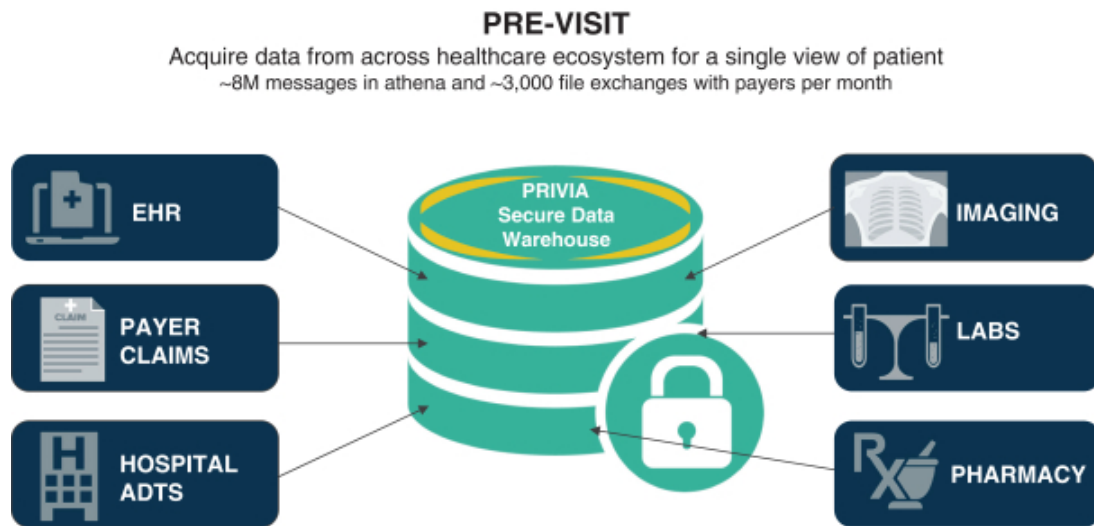 PRE-VISIT
Acquire data from across healthcare ecosystem for a single view of patient
~8M messages in athena and ~3,000 file exchanges with payers per month
EHR
CLAIM
PAYER
CLAIMS
H
HOSPITAL
ADTS
PRIVIA
Secure Data
Warehouse
IMAGING
LABS
Rx
PHARMACY